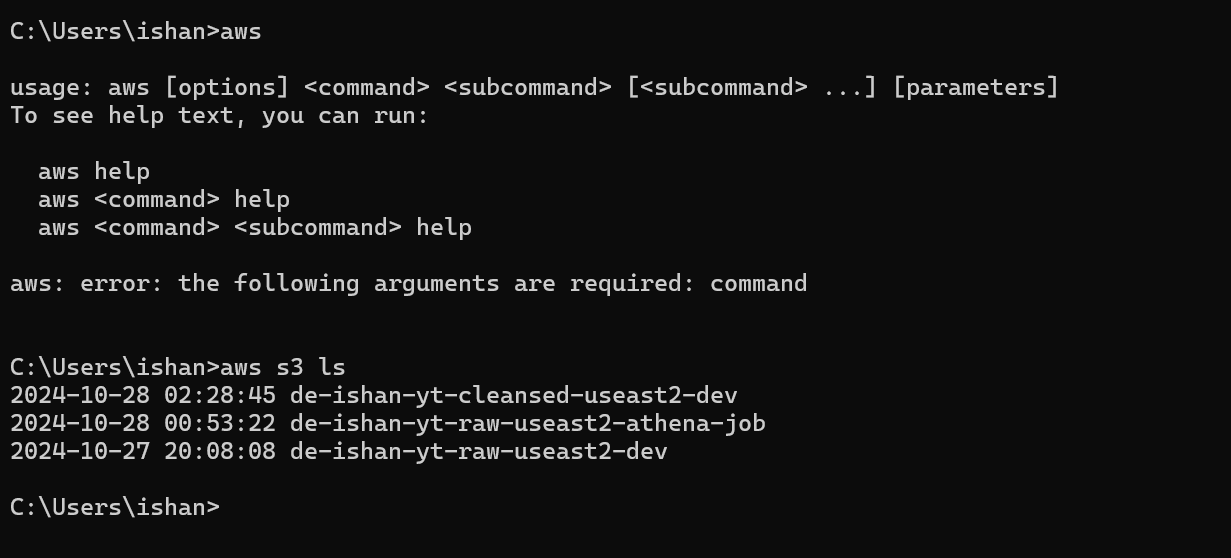 C:\Users\ishan>aws
usage: aws [options] <command> <subcommand> [<subcommand> ...] [parameters]
To see help text, you can run:
aws help
aws <command> help
aws <command> <subcommand> help
aws: error: the following arguments are required: command
C:\Users\ishan>aws s3 ls
2024-10-28 02:28:45 de-ishan-yt-cleansed-useast2-dev
2024-10-28 00:53:22 de-ishan-yt-raw-useast2-athena-job
2024-10-27 20:08:08 de-ishan-yt-raw-useast2-dev
C:\Users\ishan>